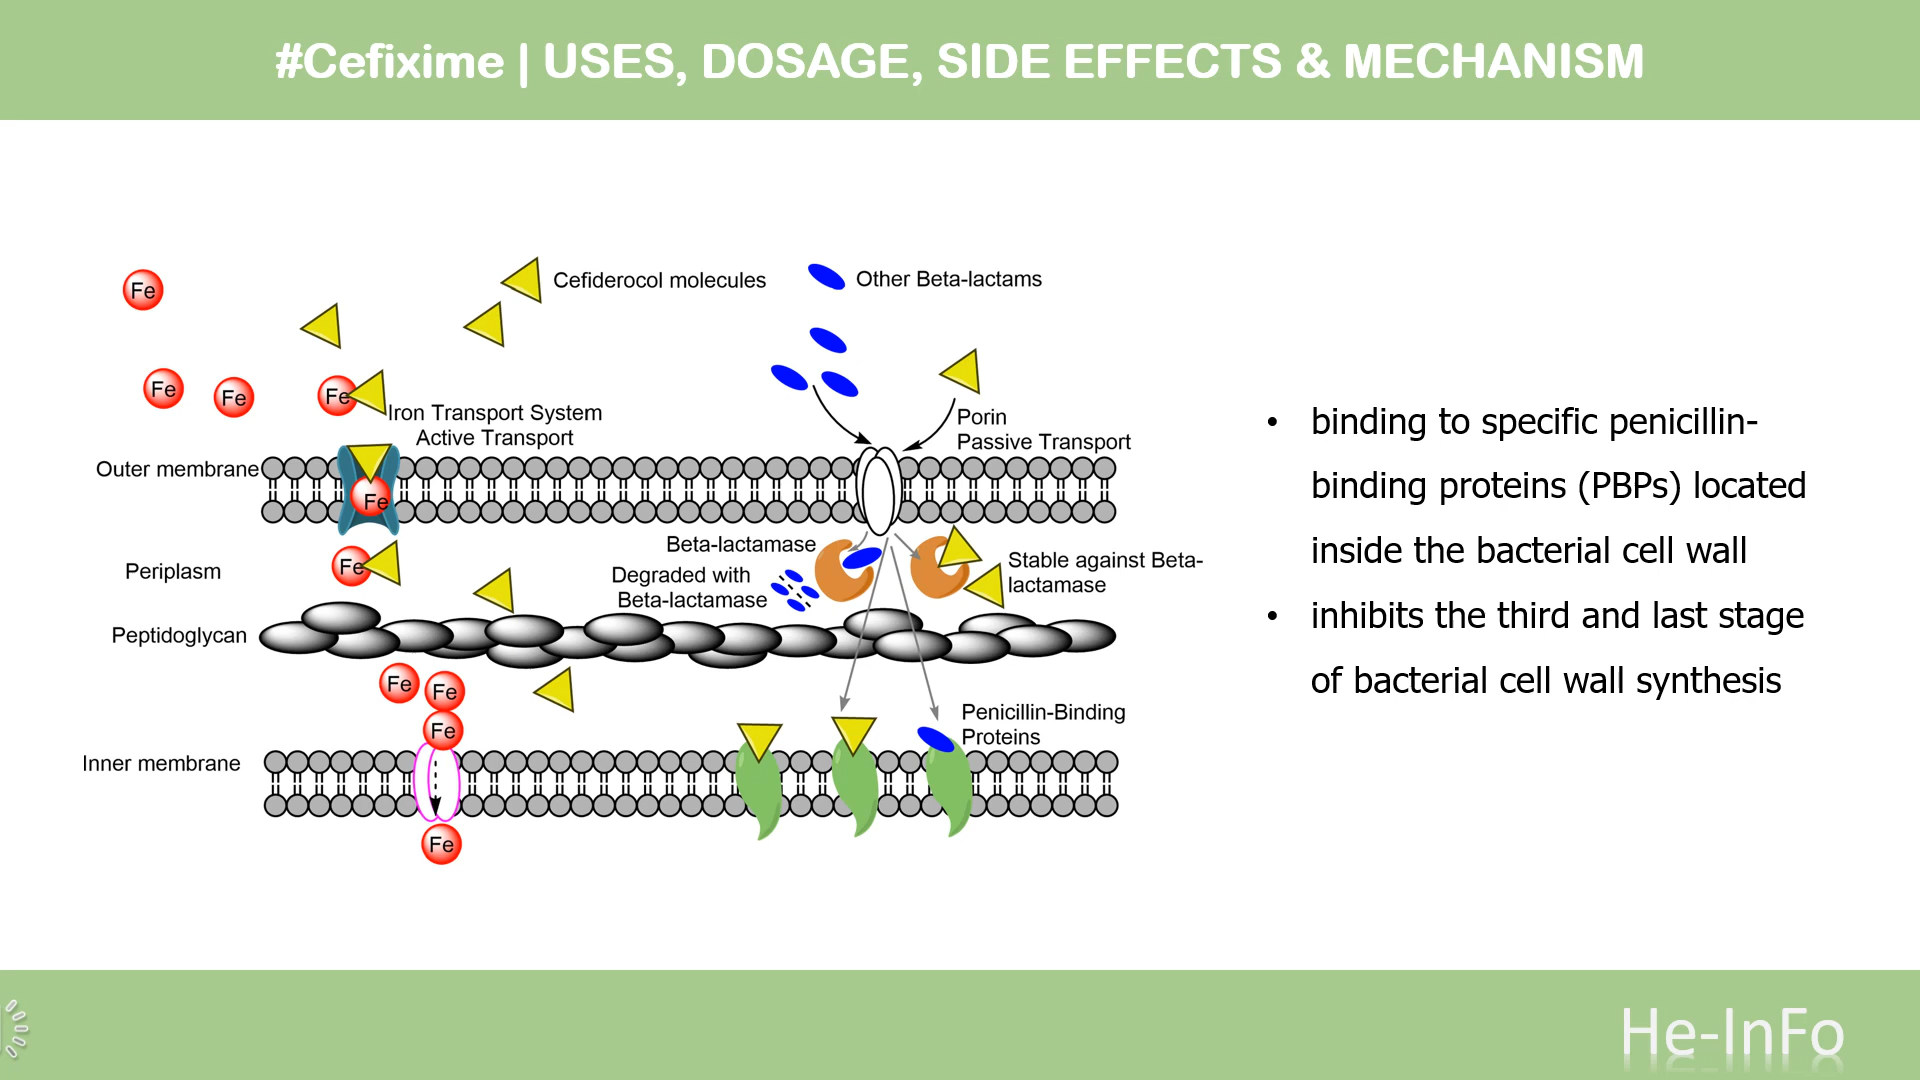 #Cefixime | USES, DOSAGE, SIDE EFFECTS & MECHANISM
Fe
Cefiderocol molecules
Other Beta-lactams
Fe
Fe
Fe
Iron Transport System
Active Transport
Porin
Passive Transport
Outer membrane
Fe
Beta-lactamase
Stable against Beta-
lactamase
Periplasm
Fe
Degraded with
Beta-lactamase
Peptidoglycan
Fe
Fe
Fe
Penicillin-Binding
Proteins
Inner membrane
Fe
• binding to specific penicillin-
binding proteins (PBPs) located
inside the bacterial cell wall
• inhibits the third and last stage
of bacterial cell wall synthesis
He-InFo